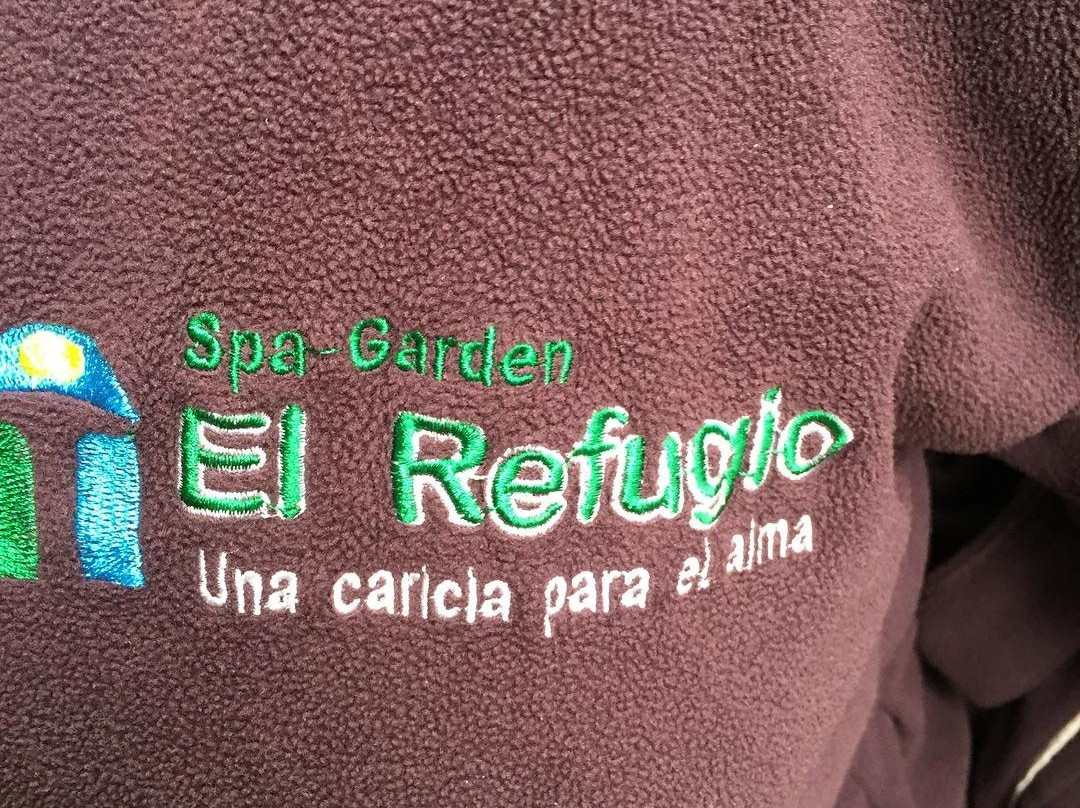 Spa-Garden
El Refugio
Una caricia para el alma